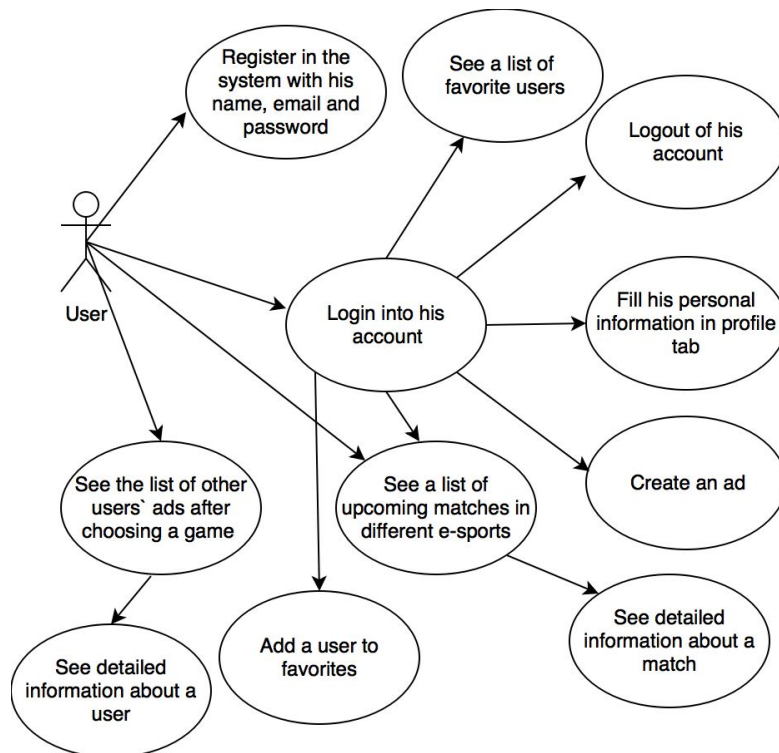 Register in the
system with his
name, email and
password
See a list of
favorite users
Logout of his
account
User
Login into his
account
Fill his personal
information in profile
tab
See the list of other
users` ads after
choosing a game
See a list of
upcoming matches in
different e-sports
Create an ad
See detailed
information about a
user
Add a user to
favorites
See detailed
information about a
match